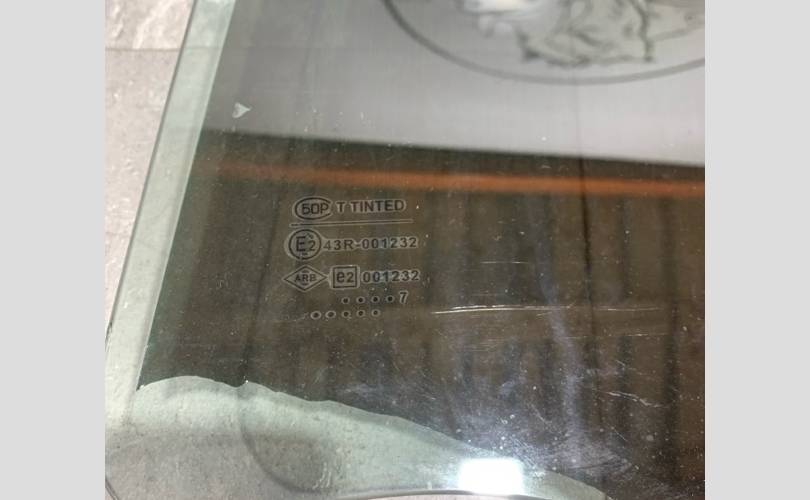 БОР T TINTED
E2 43R-001232
ARB e2 001232
•••• 7
•••••